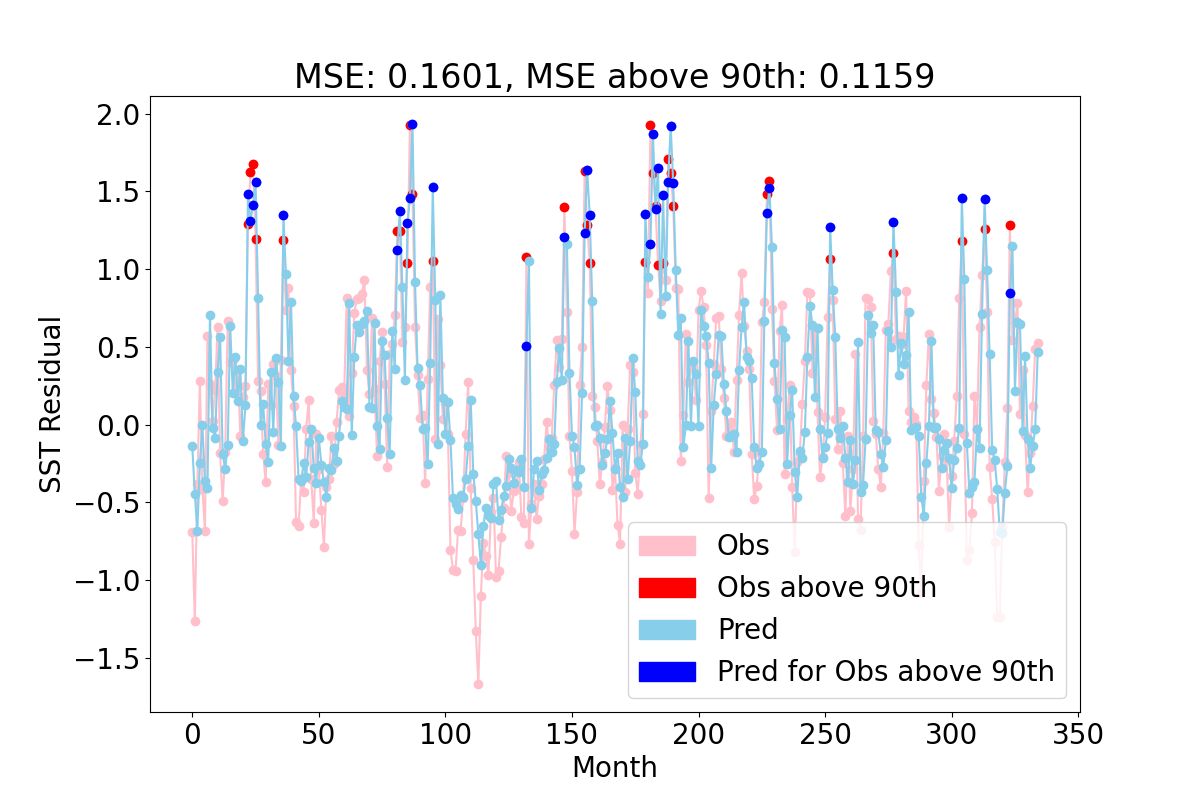 MSE: 0.1601, MSE above 90th: 0.1159
SST Residual
2.0
1.5
1.0
0.5
0.0
−0.5
−1.0
−1.5
Obs
Obs above 90th
Pred
Pred for Obs above 90th
0 50 100 150 200 250 300 350
Month